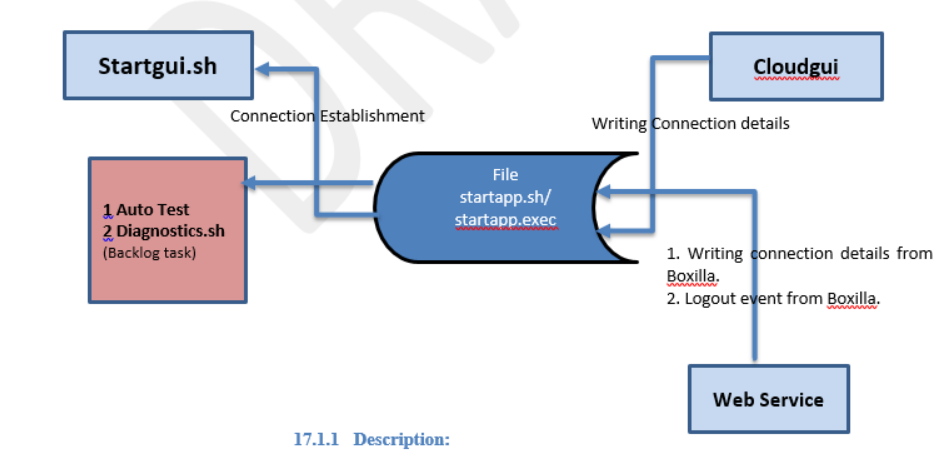 Startgui.sh
Cloudgui
Connection Establishment
Writing Connection details
File
startapp.sh/
startapp.exec
1 Auto Test
2 Diagnostics.sh
(Backlog task)
1. Writing connection details from
Boxilla.
2. Logout event from Boxilla.
Web Service
17.1.1 Description: